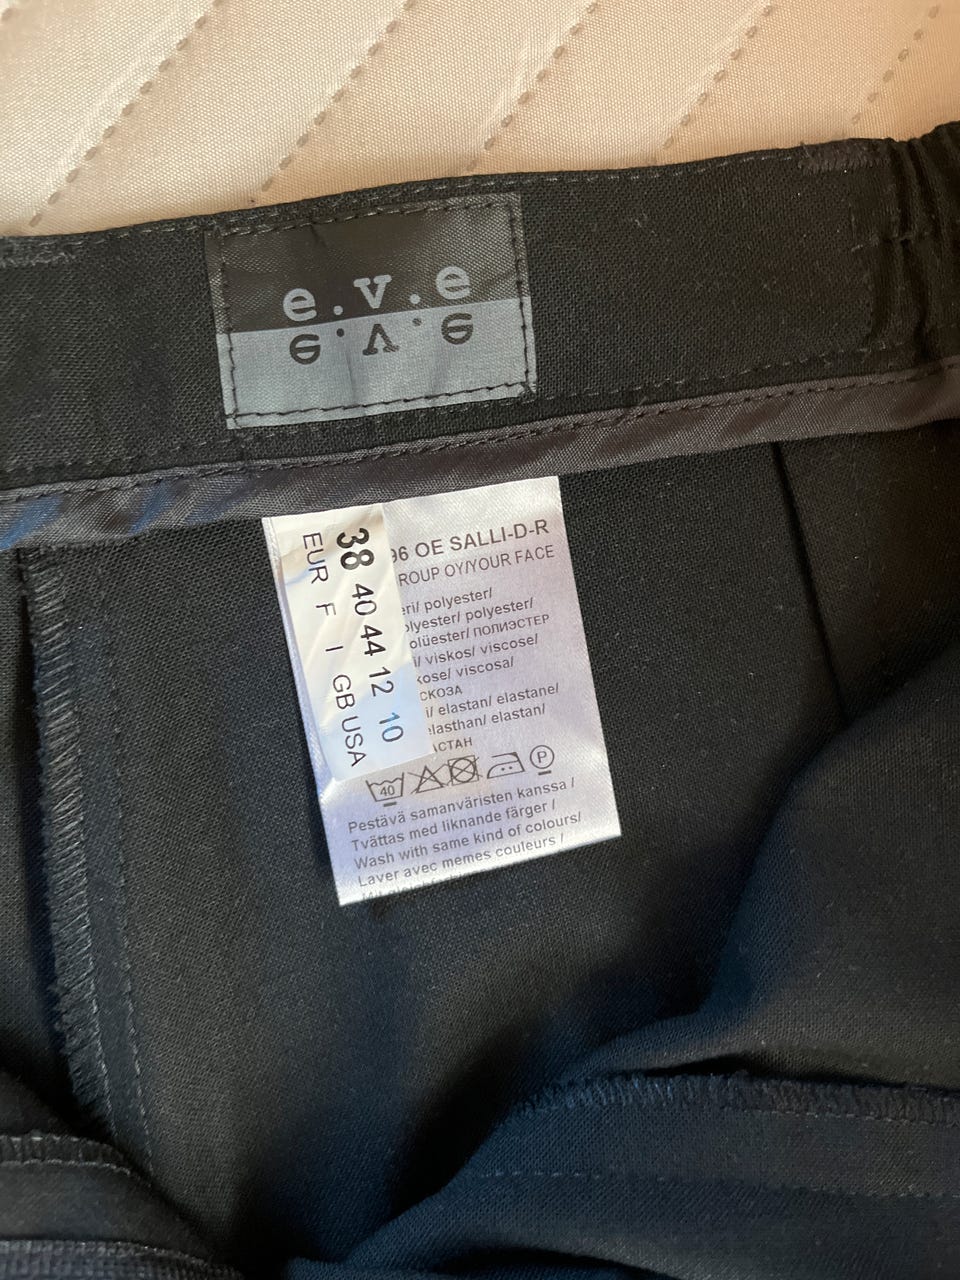 e.v.e
e.v.e
EUR 38
F 40
I 44
GB 12
USA 10
96 OE SALLI-D-R
ROUP OY/YOUR FACE
eri/ polyester/
olyester/ polyester/
olüester/ ПОЛИЭСТЕР
i/ viskos/ viscose/
kose/ viscosa/
СКОЗА
i/ elastan/ elastane/
elasthan/ elastan/
АСТАН
40
P
Pestävä samanväristen kanssa /
Tvättas med liknande färger /
Wash with same kind of colours/
Laver avec memes couleurs /